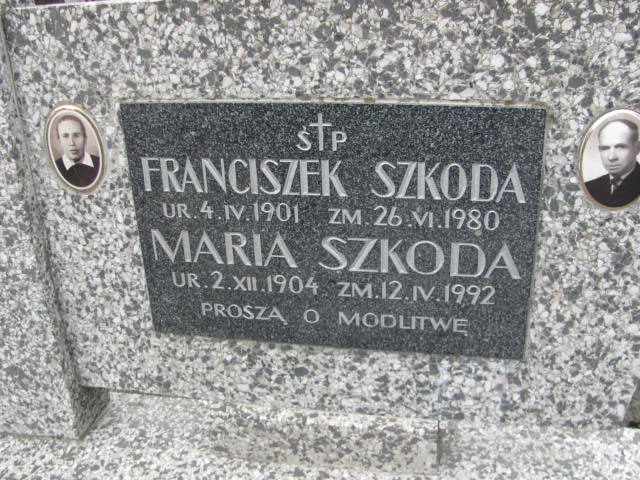 Ś†P
FRANCISZEK SZKODA
UR. 4. IV. 1901 ZM. 26. VI. 1980
MARIA SZKODA
UR. 2. XII. 1904. ZM. 12. IV. 1992
PROSZĄ O MODLITWĘ